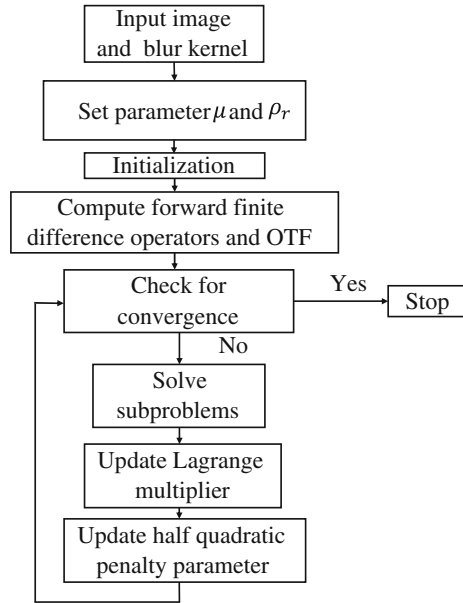 Input image
and blur kernel
Set parameter μ and ρr
Initialization
Compute forward finite
difference operators and OTF
Check for
convergence
Yes
Stop
No
Solve
subproblems
Update Lagrange
multiplier
Update half quadratic
penalty parameter